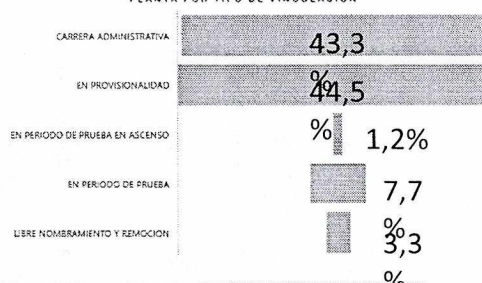 PLANTA POR TIPO DE VINCULACIÓN
CARRERA ADMINISTRATIVA
43,3
%
EN PROVISIONALIDAD
44,5
%
EN PERIODO DE PRUEBA EN ASCENSO
1,2%
EN PERIODO DE PRUEBA
7,7
%
LIBRE NOMBRAMIENTO Y REMOCION
3,3
%